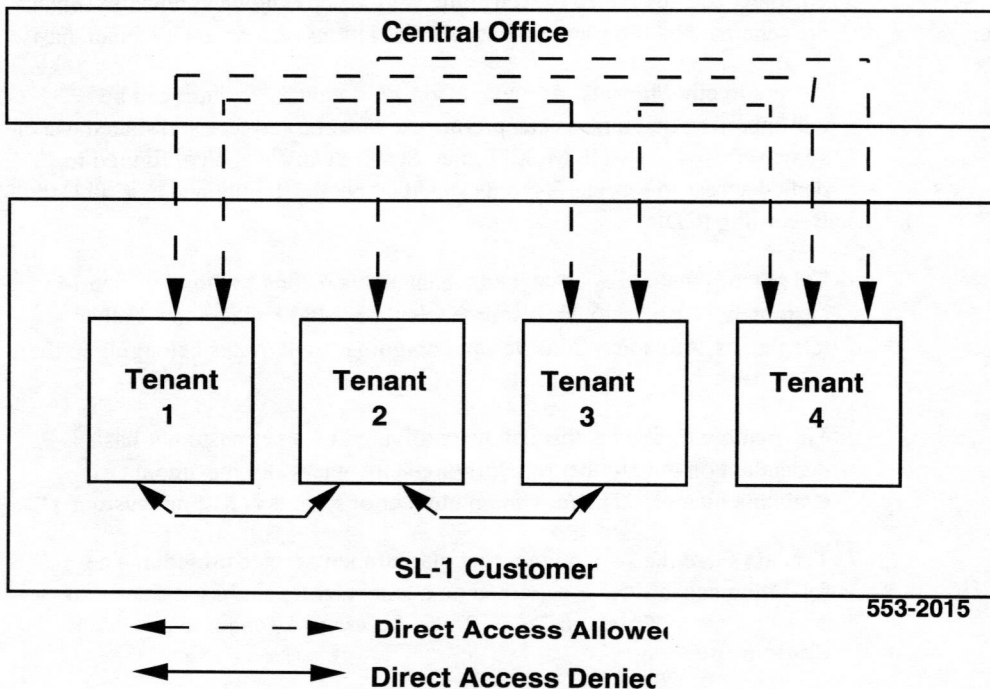 Central Office
Tenant
1
Tenant
2
Tenant
3
Tenant
4
SL-1 Customer
553-2015
Direct Access Allowe
Direct Access Denie